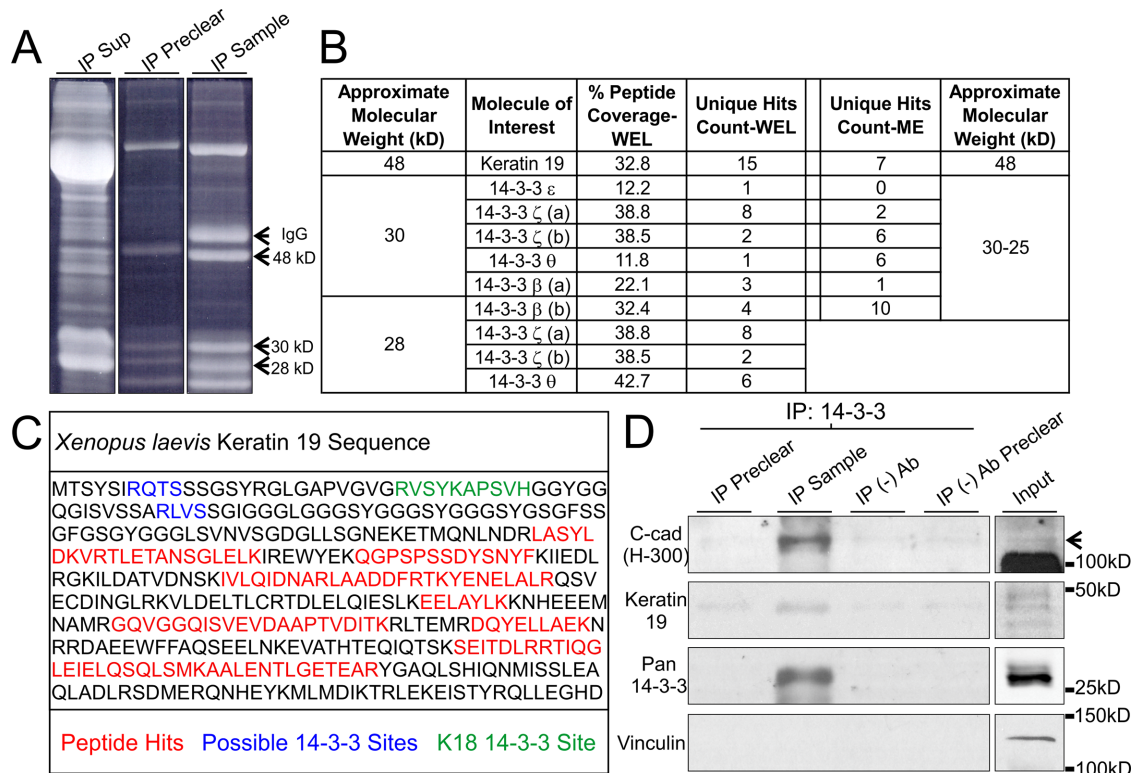 A
IP Sup
IP Preclear
IP Sample
IgG
48 kD
30 kD
28 kD
B
Approximate Molecular Weight (kD) Molecule of Interest % Peptide Coverage-WEL Unique Hits Count-WEL Unique Hits Count-ME Approximate Molecular Weight (kD)
48 Keratin 19 32.8 15 7 48
30 14-3-3 ε 12.2 1 0 30-25
14-3-3 ζ (a) 38.8 8 2
14-3-3 ζ (b) 38.5 2 6
14-3-3 θ 11.8 1 6
14-3-3 β (a) 22.1 3 1
28 14-3-3 β (b) 32.4 4 10
14-3-3 ζ (a) 38.8 8
14-3-3 ζ (b) 38.5 2
14-3-3 θ 42.7 6
C
Xenopus laevis Keratin 19 Sequence
MTSYSIRQTSSSGSYRGLGAPVGVGRVSYKAPSVHGGYGG
QGISVSSARLVSSGIGGGLGGGSYGGGSYGGGSYGSGFSS
GFGSGYGGGLSVNVSGDGLLSGNEKETMQNLNDRLASYL
DKVRTLETANSGLELKIREWYEKQGPSPSSDYSNYFKIIEDL
RGKILDATVDNSKIVLQIDNARLAADDFRTKYENELALRQSV
ECDINGLRKVLDELTLCRTDLELQIESLKEELAYLKKNHEEEM
NAMRGQVGGQISVEVDAAPTVDITKRLTEMRDQYELLAEKN
RRDAEEWFFAQSEELNKEVATHTEQIQTSKSEITDLRRTIQG
LEIELQSQLSMKAALENTLGETEARYGAQLSHIQNMISSLEA
QLADLRSDMERQNHEYKMLMDIKTRLEKEISTYRQLLEGHD
Peptide Hits Possible 14-3-3 Sites K18 14-3-3 Site
D
IP: 14-3-3
IP Preclear
IP Sample
IP (-) Ab
IP (-) Ab Preclear
Input
C-cad
(H-300)
100kD
Keratin
19
50kD
Pan
14-3-3
25kD
150kD
Vinculin
100kD